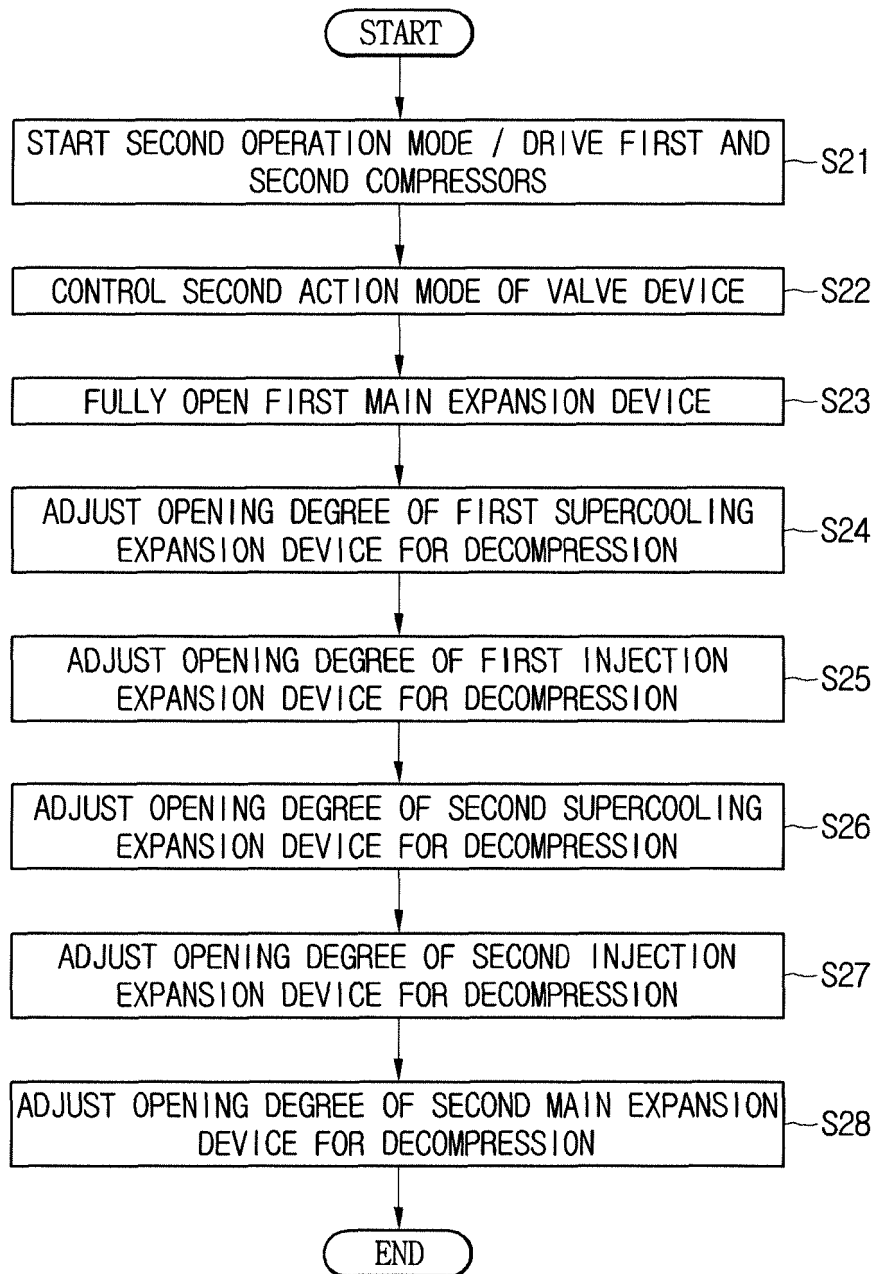 START
START SECOND OPERATION MODE / DRIVE FIRST AND
SECOND COMPRESSORS
S21
CONTROL SECOND ACTION MODE OF VALVE DEVICE
S22
FULLY OPEN FIRST MAIN EXPANSION DEVICE
S23
ADJUST OPENING DEGREE OF FIRST SUPERCOOLING
EXPANSION DEVICE FOR DECOMPRESSION
S24
ADJUST OPENING DEGREE OF FIRST INJECTION
EXPANSION DEVICE FOR DECOMPRESSION
S25
ADJUST OPENING DEGREE OF SECOND SUPERCOOLING
EXPANSION DEVICE FOR DECOMPRESSION
S26
ADJUST OPENING DEGREE OF SECOND INJECTION
EXPANSION DEVICE FOR DECOMPRESSION
S27
ADJUST OPENING DEGREE OF SECOND MAIN EXPANSION
DEVICE FOR DECOMPRESSION
S28
END